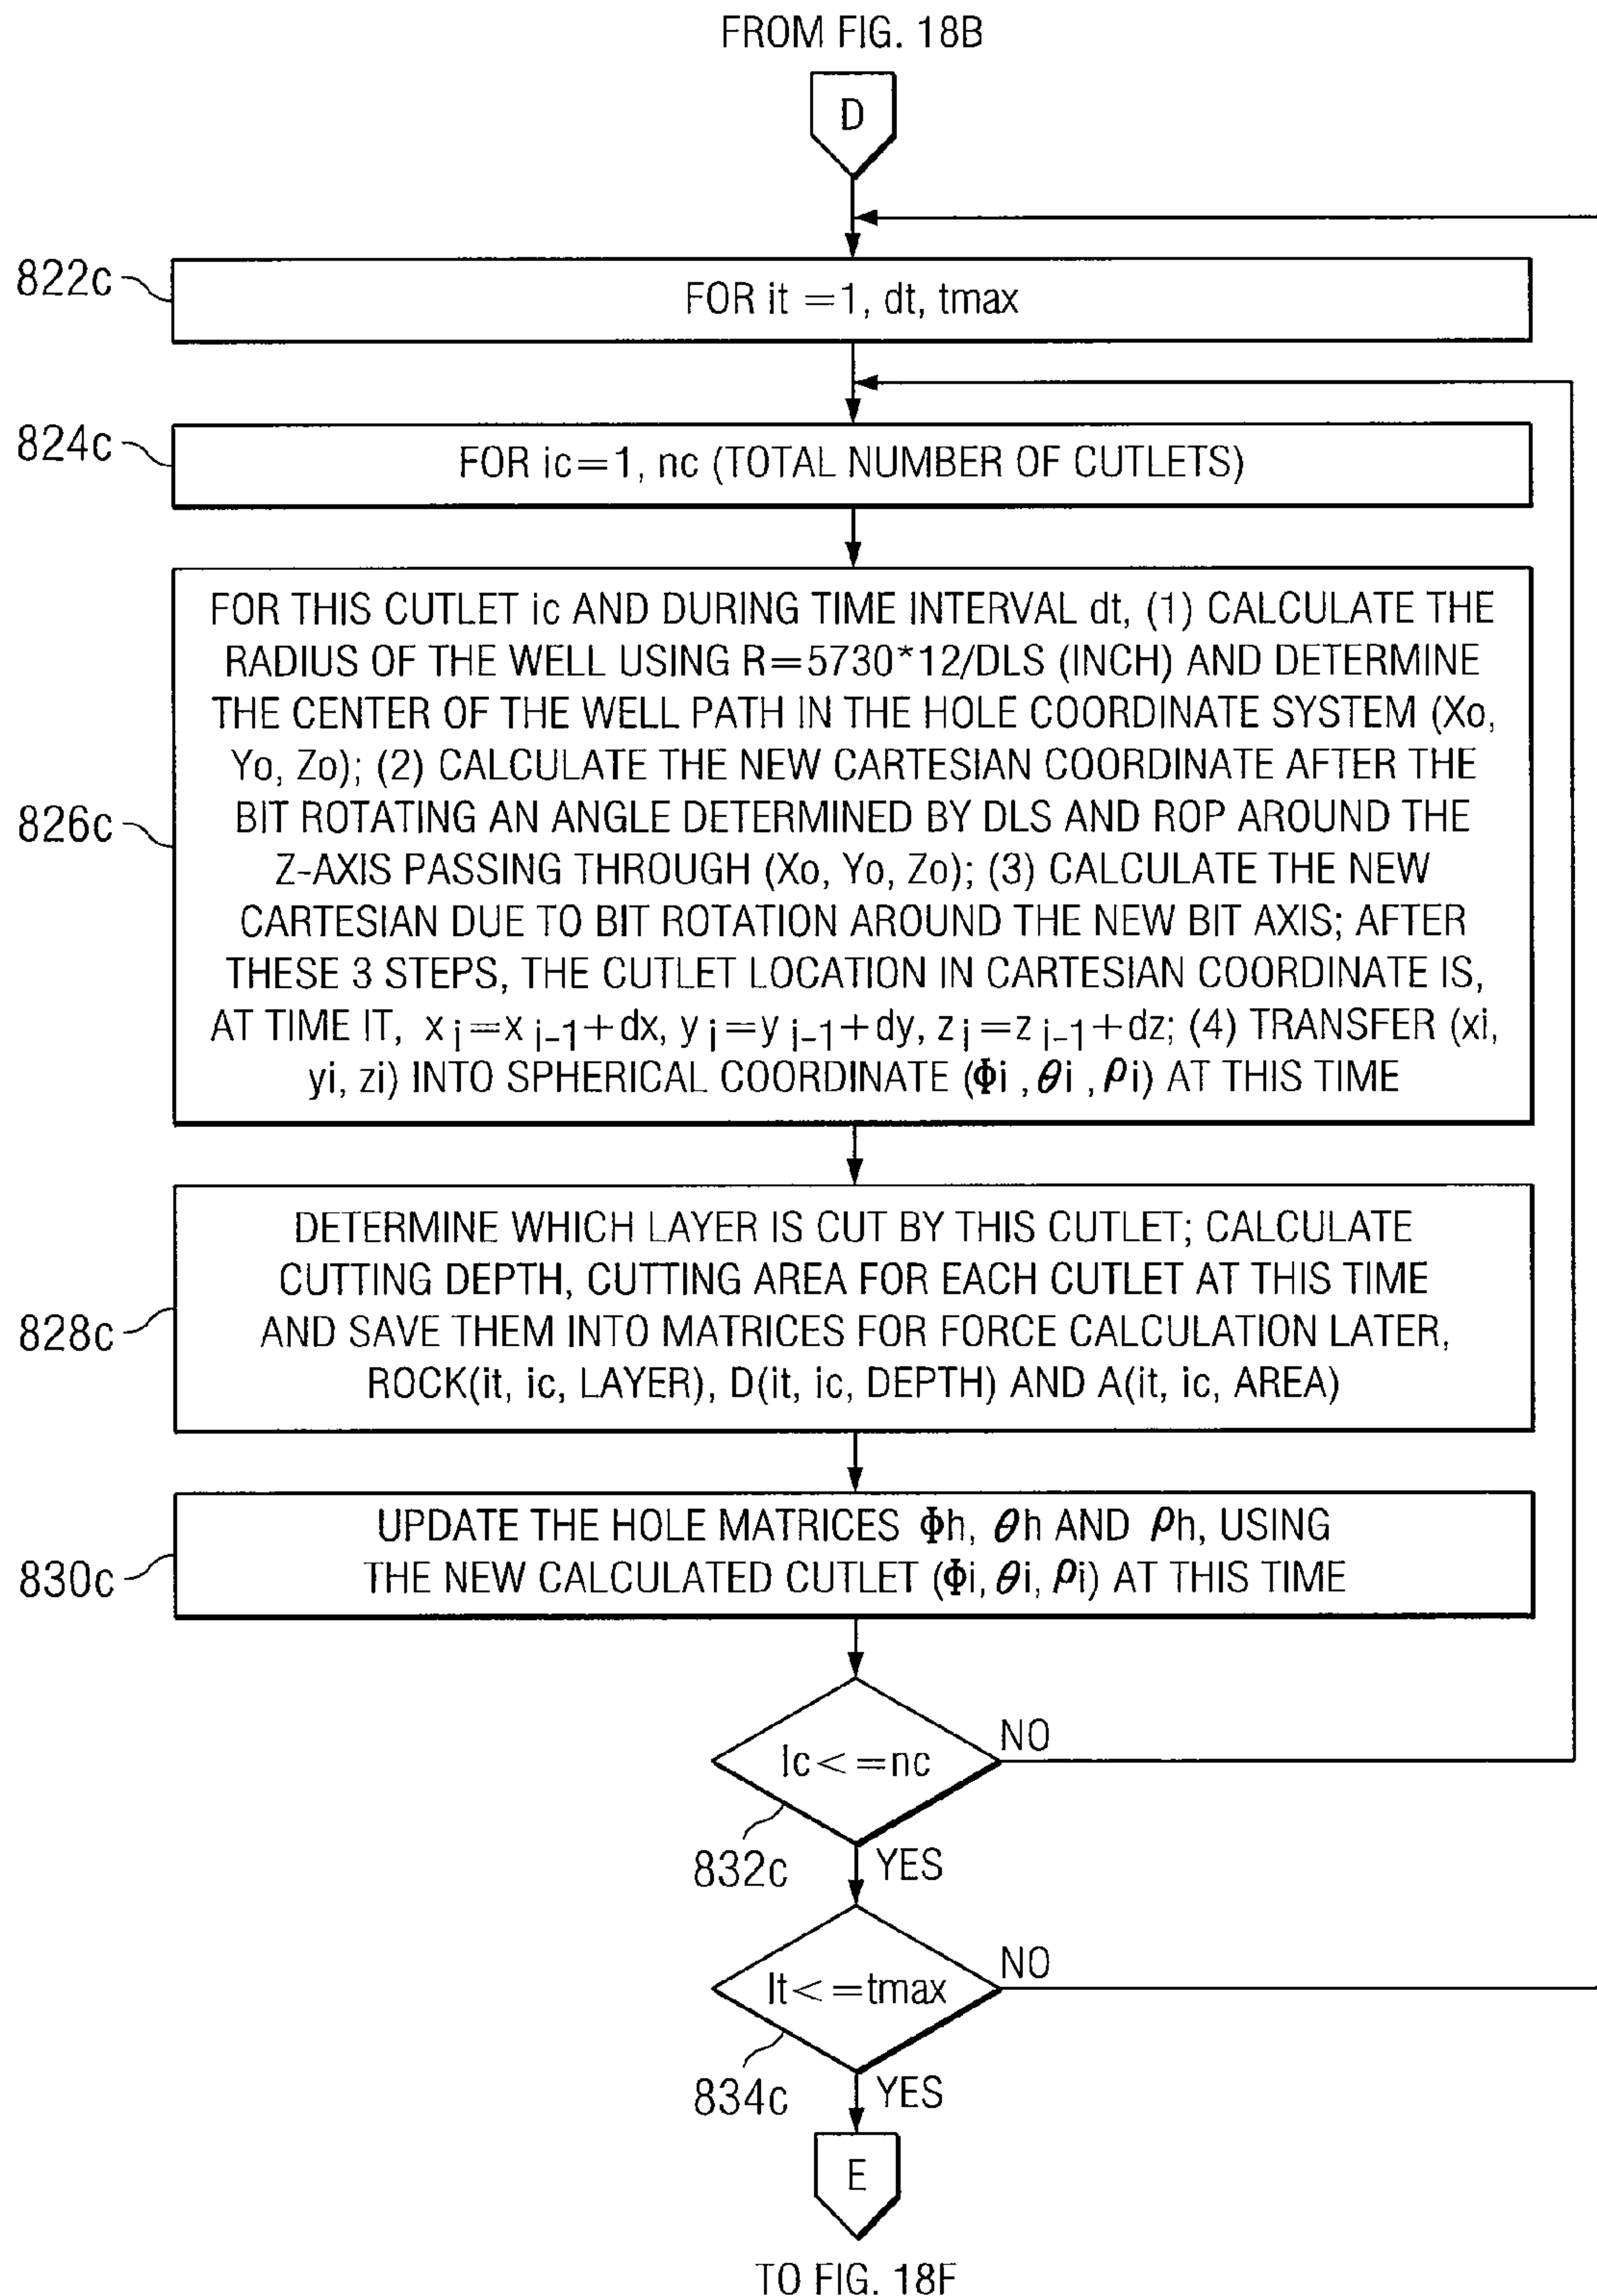 FROM FIG. 18B
D
822c
FOR it =1, dt, tmax
824c
FOR ic=1, nc (TOTAL NUMBER OF CUTLETS)
FOR THIS CUTLET ic AND DURING TIME INTERVAL dt, (1) CALCULATE THE
RADIUS OF THE WELL USING R=5730*12/DLS (INCH) AND DETERMINE
THE CENTER OF THE WELL PATH IN THE HOLE COORDINATE SYSTEM (Xo,
Yo, Zo); (2) CALCULATE THE NEW CARTESIAN COORDINATE AFTER THE
BIT ROTATING AN ANGLE DETERMINED BY DLS AND ROP AROUND THE
Z-AXIS PASSING THROUGH (Xo, Yo, Zo); (3) CALCULATE THE NEW
CARTESIAN DUE TO BIT ROTATION AROUND THE NEW BIT AXIS; AFTER
THESE 3 STEPS, THE CUTLET LOCATION IN CARTESIAN COORDINATE IS,
AT TIME IT, x i=x i-1+dx, y i=y i-1+dy, z i=z i-1+dz; (4) TRANSFER (xi,
yi, zi) INTO SPHERICAL COORDINATE (Φi ,θi ,ρi) AT THIS TIME
826c
DETERMINE WHICH LAYER IS CUT BY THIS CUTLET; CALCULATE
CUTTING DEPTH, CUTTING AREA FOR EACH CUTLET AT THIS TIME
AND SAVE THEM INTO MATRICES FOR FORCE CALCULATION LATER,
ROCK(it, ic, LAYER), D(it, ic, DEPTH) AND A(it, ic, AREA)
828c
UPDATE THE HOLE MATRICES Φh, θh AND ρh, USING
THE NEW CALCULATED CUTLET (Φi, θi, ρi) AT THIS TIME
830c
Ic<=nc
NO
832c
YES
It<=tmax
NO
834c
YES
E
TO FIG. 18F